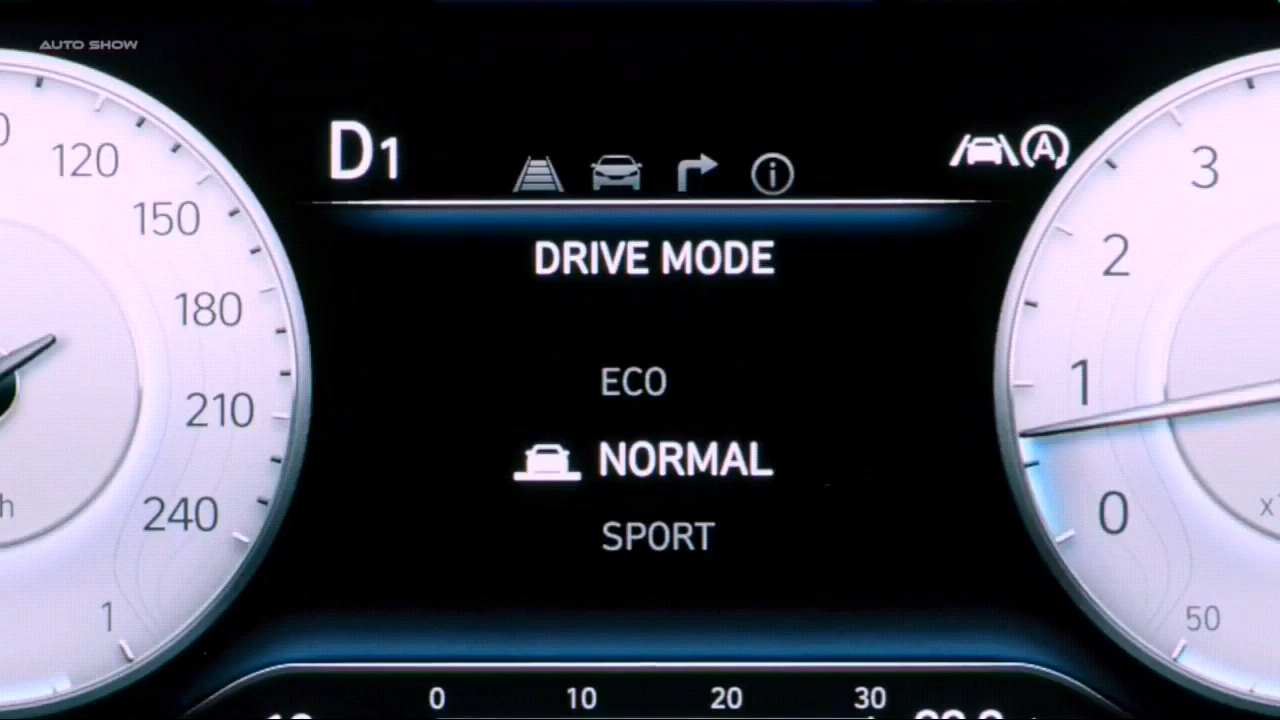 AUTO SHOW
D1
DRIVE MODE
ECO
NORMAL
SPORT
120
150
180
210
240
h
1
3
2
1
0
x
50
A
i
0 10 20 30